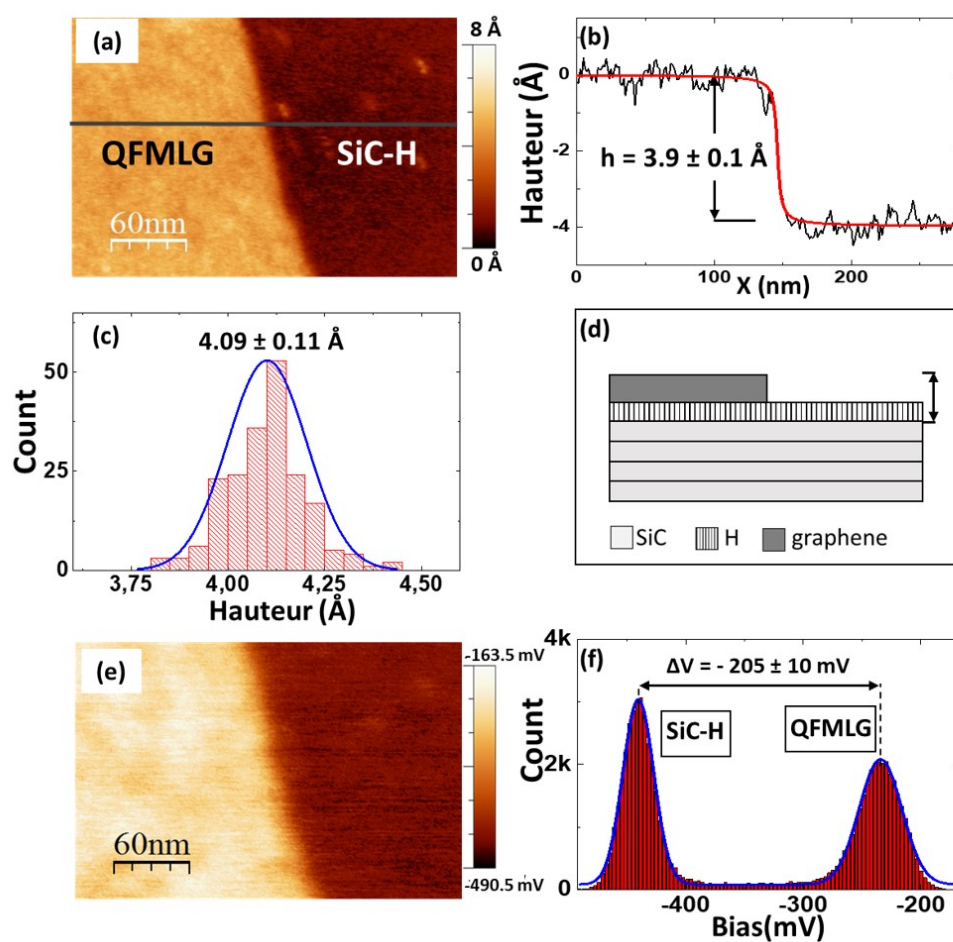 (a)
8 Å
QFMLG
SiC-H
60nm
0 Å
(b)
Hauteur (Å)
0
-2
-4
h = 3.9 ± 0.1 Å
0
100
200
X (nm)
(c)
4.09 ± 0.11 Å
Count
50
25
0
3,75
4,00
4,25
4,50
Hauteur (Å)
(d)
SiC
H
graphene
(e)
-163.5 mV
60nm
-490.5 mV
(f)
4k
ΔV = - 205 ± 10 mV
SiC-H
QFMLG
Count
3k
2k
0
-400
-300
-200
Bias(mV)